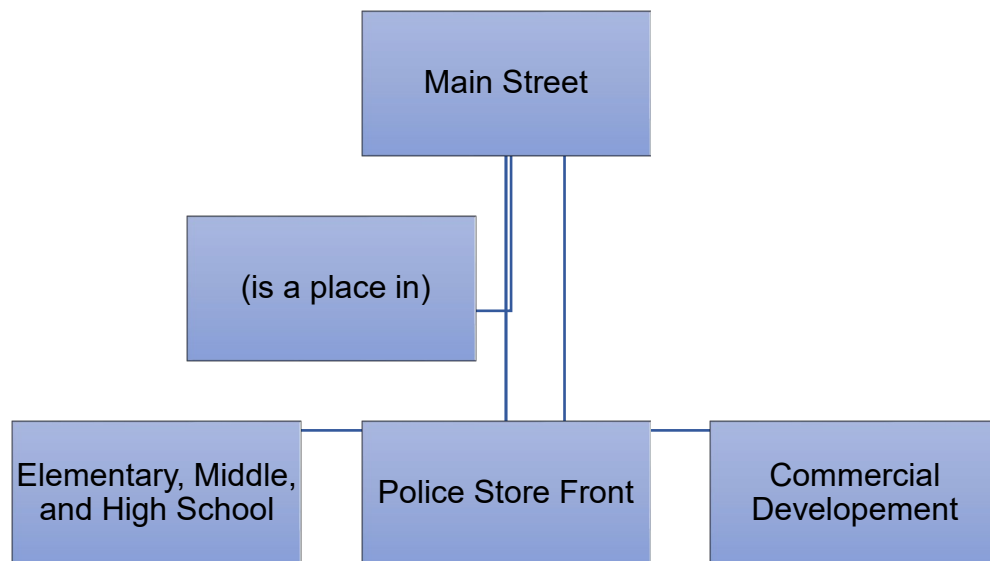 Main Street
(is a place in)
Elementary, Middle,
and High School
Police Store Front
Commercial
Developement